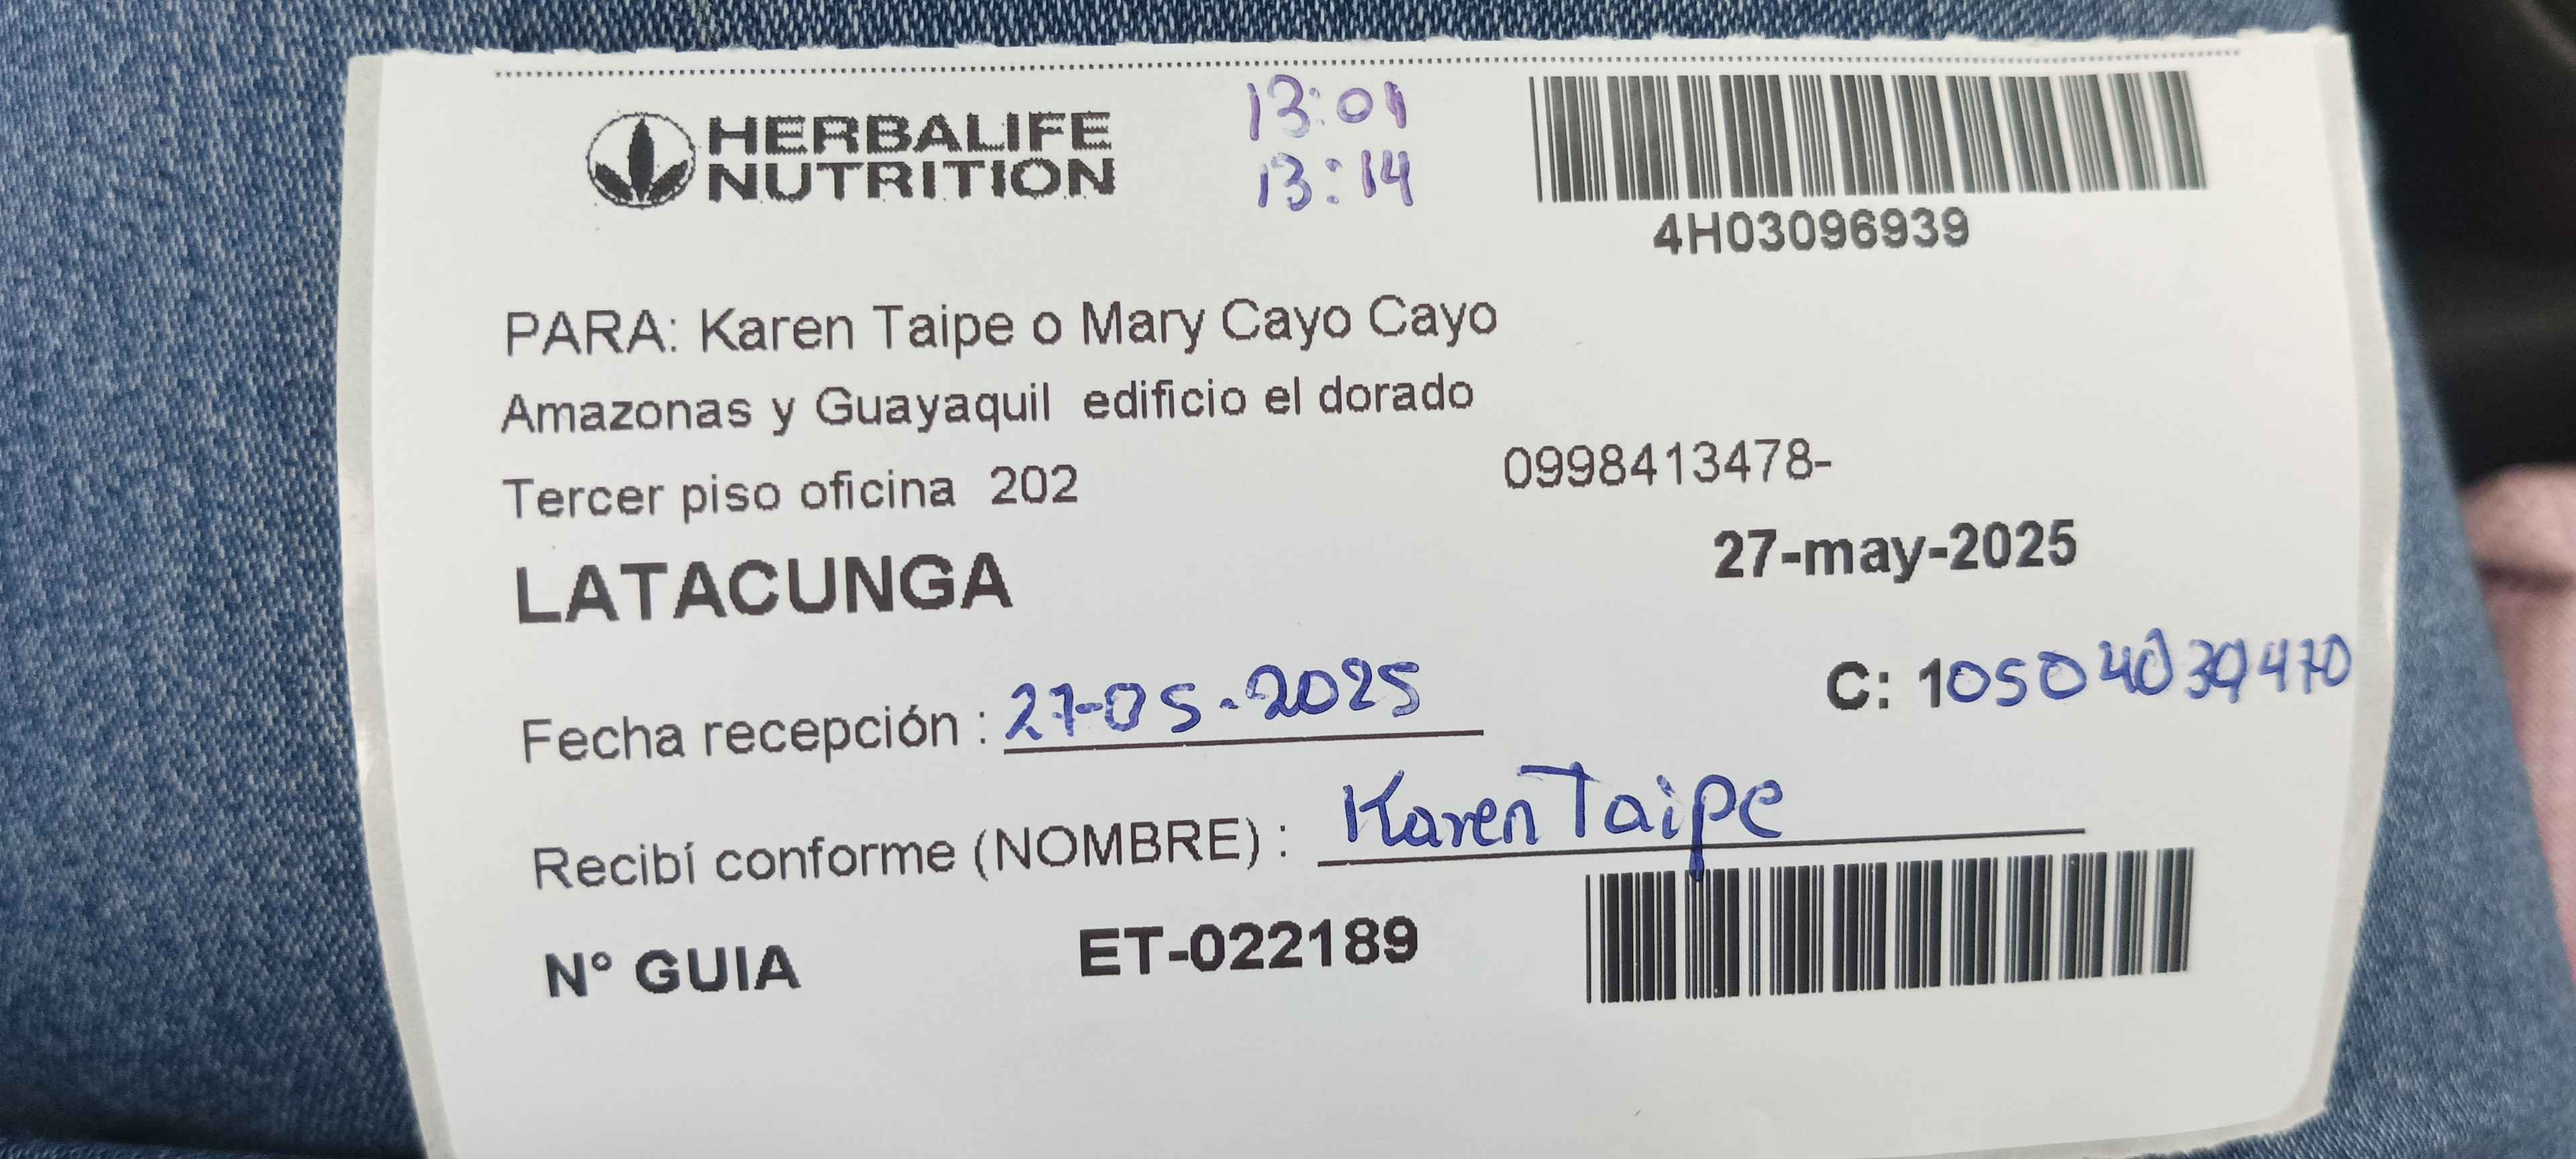 HERBALIFE
NUTRITION
13:01
13:14
4H03096939
PARA: Karen Taipe o Mary Cayo Cayo
Amazonas y Guayaquil edificio el dorado
Tercer piso oficina 202
0998413478-
LATACUNGA
27-may-2025
C: 1
Fecha recepción : 27-05-2025
Recibí conforme (NOMBRE) : Karen Taipe
N° GUIA ET-022189